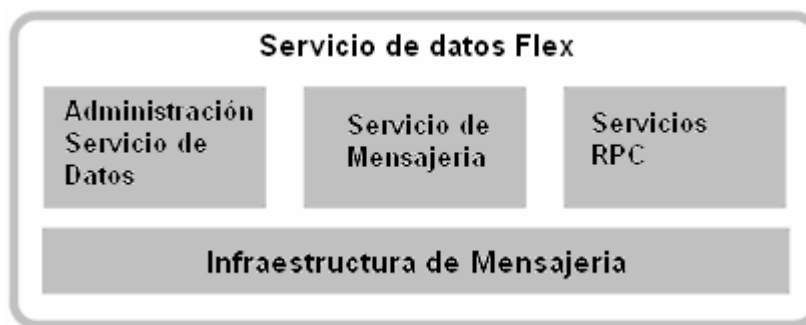 Servicio de datos Flex
Administración
Servicio de
Datos
Servicio de
Mensajeria
Servicios
RPC
Infraestructura de Mensajeria